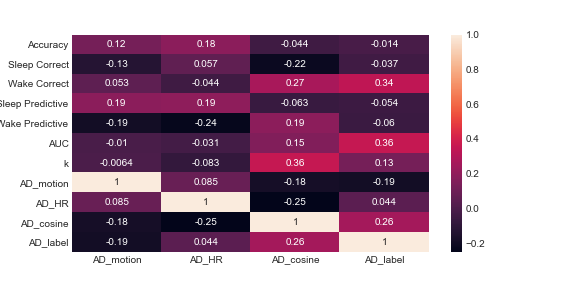 Accuracy 0.12 0.18 -0.044 -0.014
Sleep Correct -0.13 0.057 -0.22 -0.037
Wake Correct 0.053 -0.044 0.27 0.34
Sleep Predictive 0.19 0.19 -0.063 -0.054
Wake Predictive -0.19 -0.24 0.19 -0.06
AUC -0.01 -0.031 0.15 0.36
k -0.0064 -0.083 0.36 0.13
AD_motion 1 0.085 -0.18 -0.19
AD_HR 0.085 1 -0.25 0.044
AD_cosine -0.18 -0.25 1 0.26
AD_label -0.19 0.044 0.26 1
AD_motion AD_HR AD_cosine AD_label
1.0
0.8
0.6
0.4
0.2
0.0
−0.2